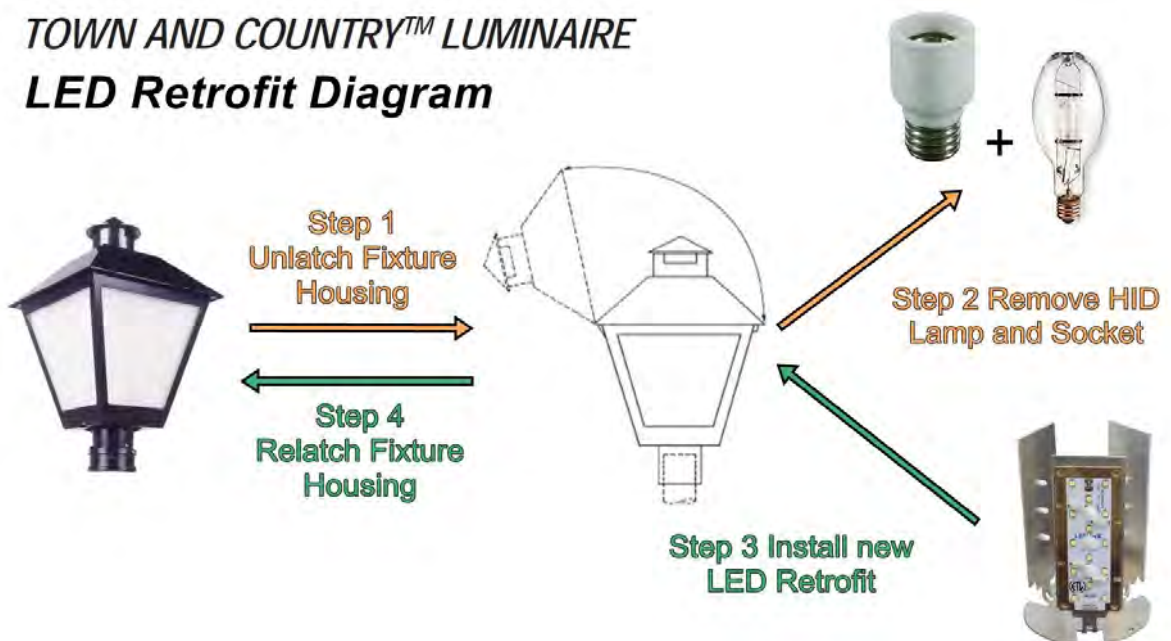 TOWN AND COUNTRY™ LUMINAIRE
LED Retrofit Diagram
+
Step 1
Unlatch Fixture
Housing
Step 2 Remove HID
Lamp and Socket
Step 4
Relatch Fixture
Housing
Step 3 Install new
LED Retrofit